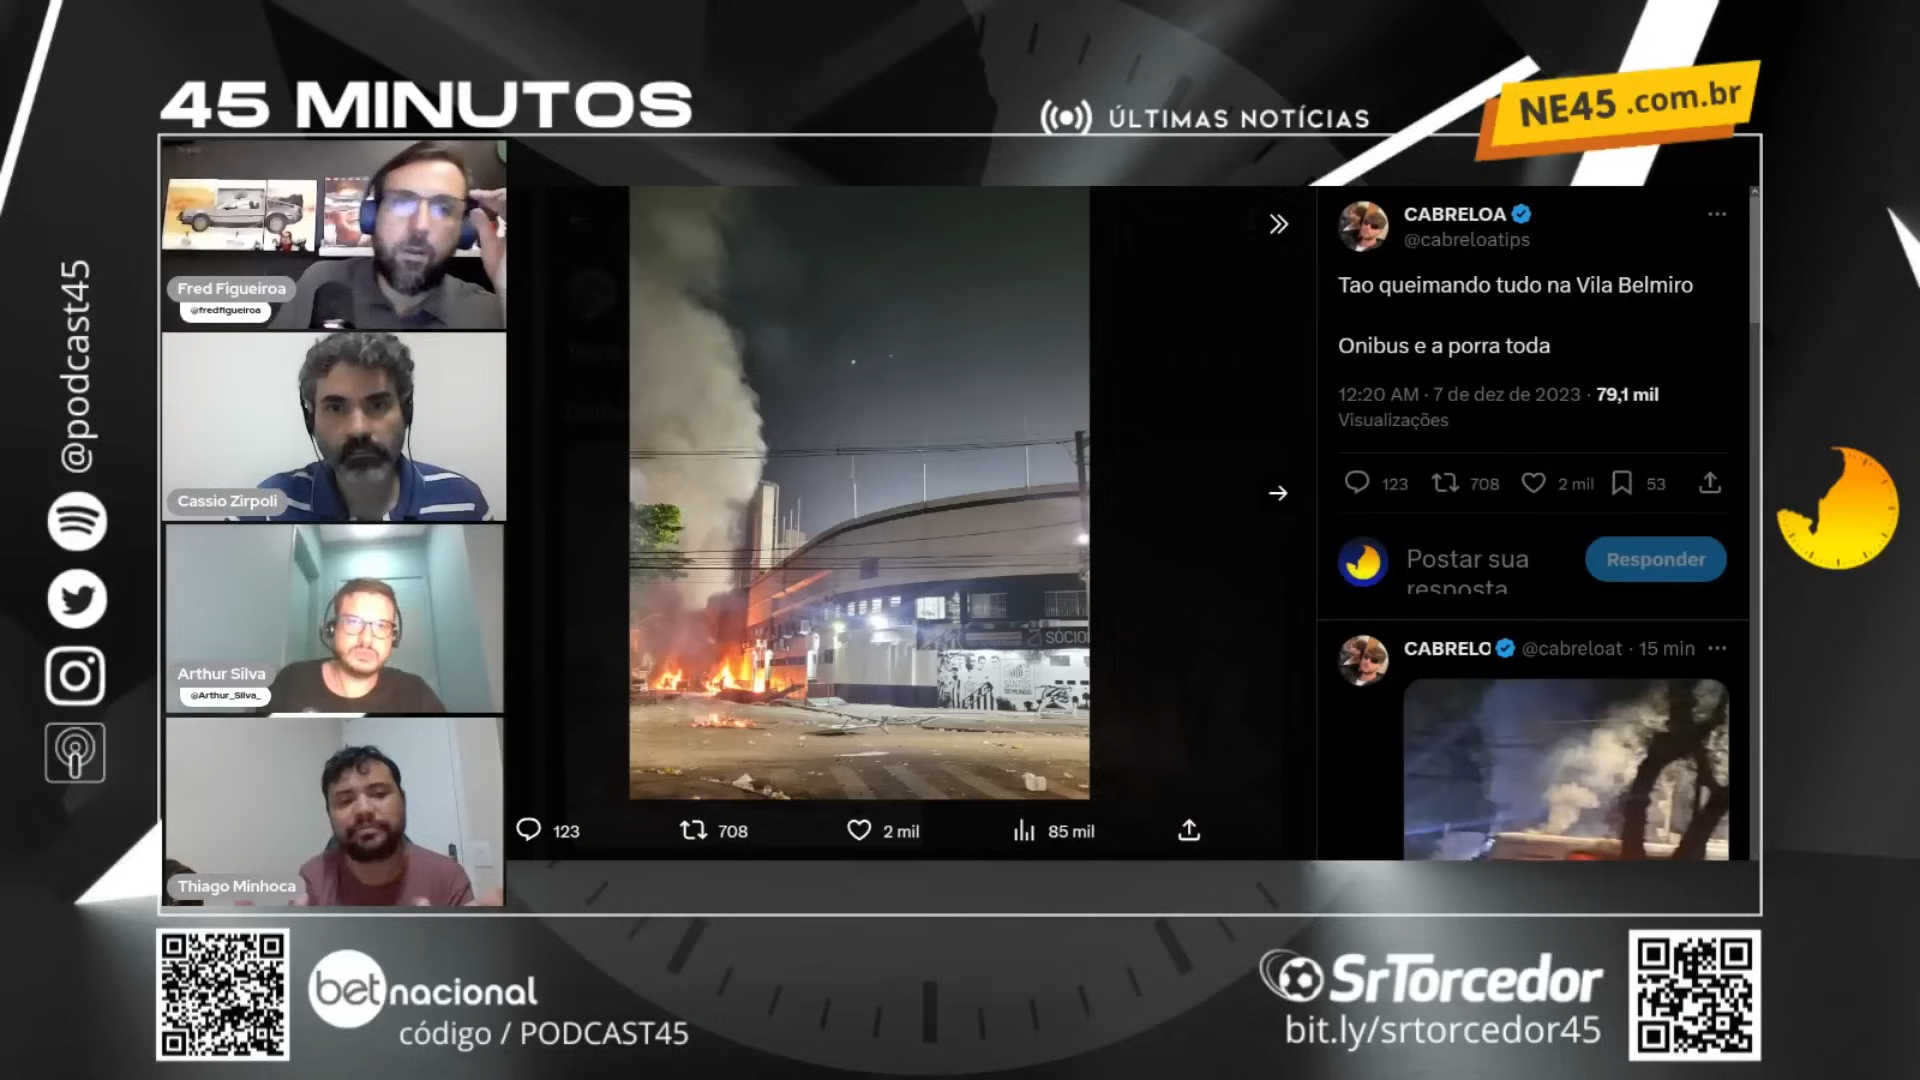 45 MINUTOS
ÚLTIMAS NOTÍCIAS
NE45 .com.br
@podcast45
Fred Figueiroa
@fredfigueiroa
Cassio Zirpoli
Arthur Silva
@Arthur_Silva_
Thiago Minhoca
SÓCIO
SANTOS
123
708
2 mil
85 mil
CABRELOA
@cabreloatips
Tao queimando tudo na Vila Belmiro
Onibus e a porra toda
12:20 AM · 7 de dez de 2023 · 79,1 mil
Visualizações
123 708 2 mil 53
Postar sua
resposta
Responder
CABRELO @cabreloat · 15 min
betnacional
código / PODCAST45
SrTorcedor
bit.ly/srtorcedor45